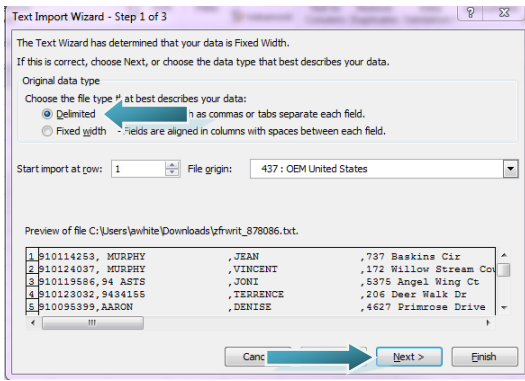 Text Import Wizard - Step 1 of 3
The Text Wizard has determined that your data is Fixed Width.
If this is correct, choose Next, or choose the data type that best describes your data.
Original data type
Choose the file type that best describes your data:
Delimited as commas or tabs separate each field.
Fixed width - Fields are aligned in columns with spaces between each field.
Start import at row: 1 File origin: 437 : OEM United States
Preview of file C:\Users\awhite\Downloads\zfrwrit_878086.txt.
1 910114253, MURPHY ,JEAN ,737 Baskins Cir
2 910124037, MURPHY ,VINCENT ,172 Willow Stream Cou
3 910119586,94 ASTS ,JONI ,5375 Angel Wing Ct
4 910123032,9434155 ,TERRENCE ,206 Deer Walk Dr
5 910095399,AARON ,DENISE ,4627 Primrose Drive
Canc Next > Finish